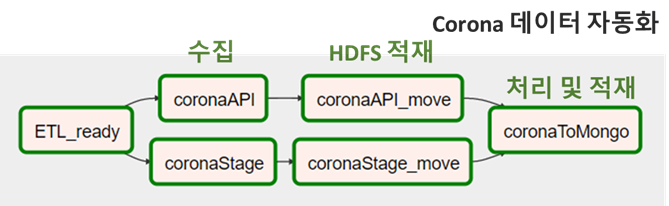 Corona 데이터 자동화
수집
HDFS 적재
처리 및 적재
ETL_ready
coronaAPI
coronaAPI_move
coronaStage
coronaStage_move
coronaToMongo